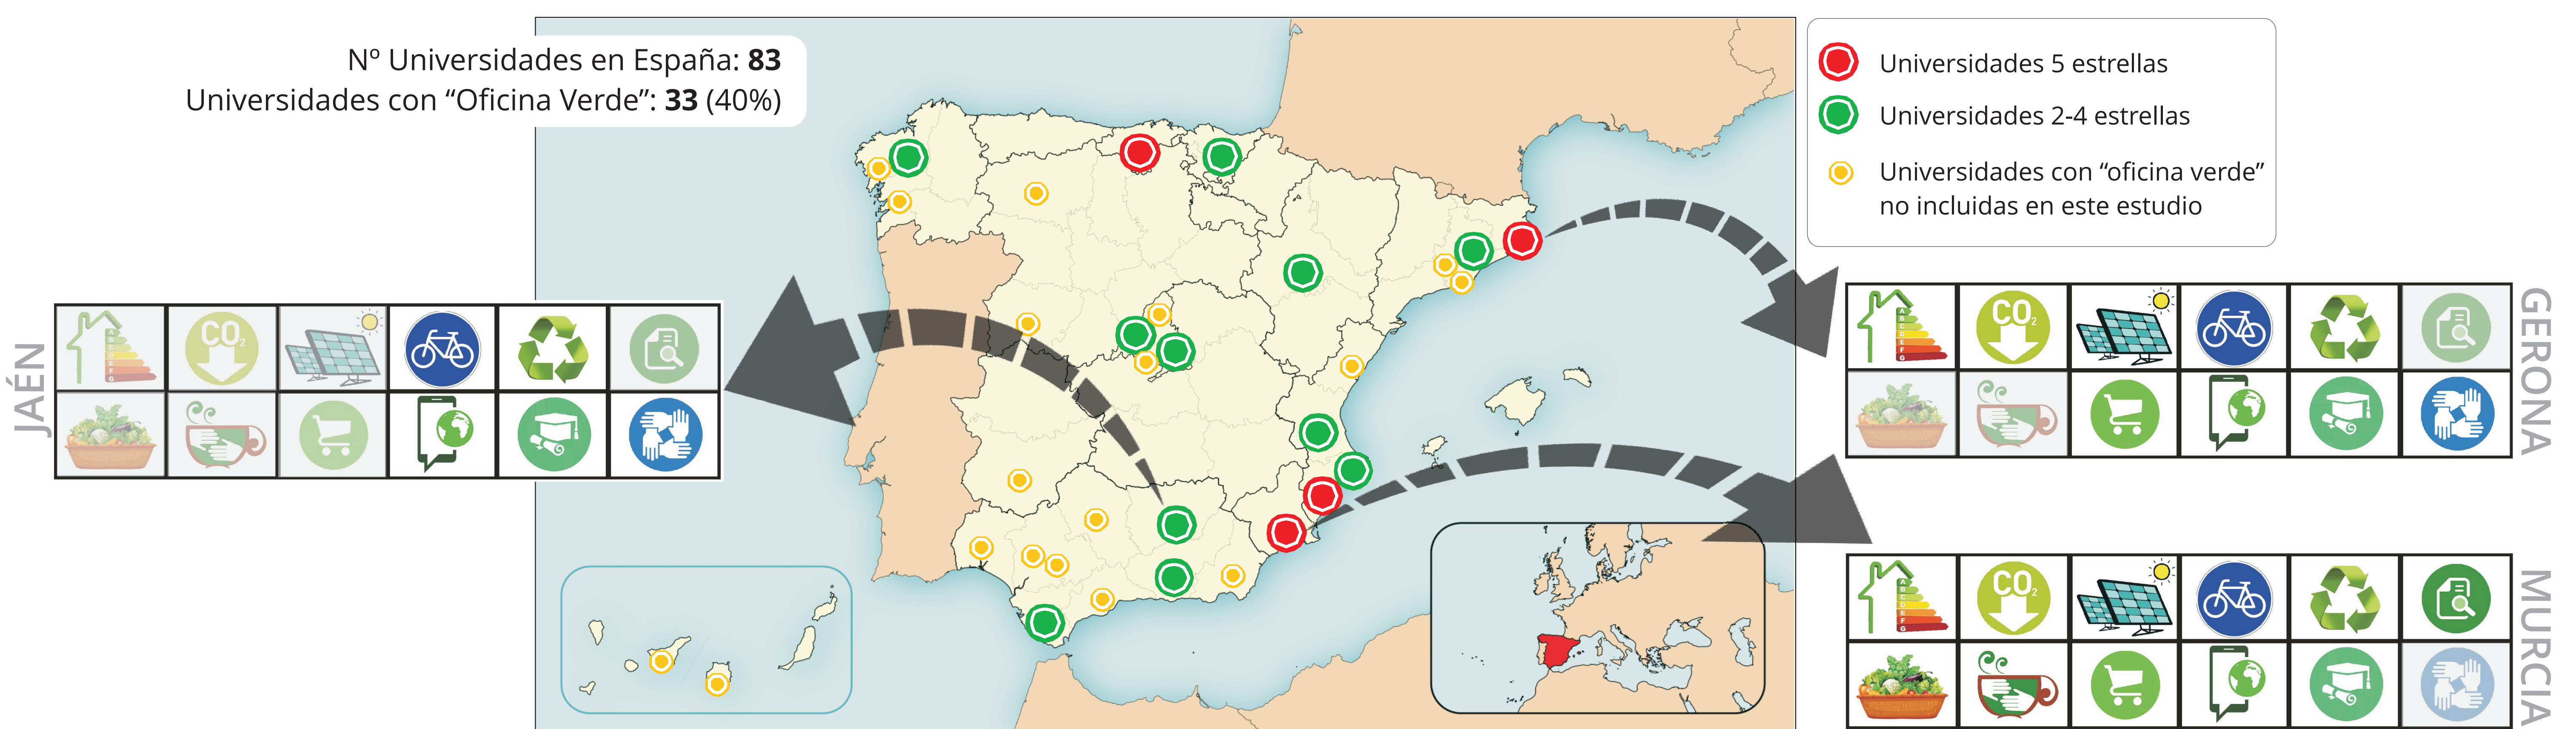 Nº Universidades en España: 83
Universidades con “Oficina Verde”: 33 (40%)
Universidades 5 estrellas
Universidades 2-4 estrellas
Universidades con “oficina verde”
no incluidas en este estudio
JAÉN
CO₂
GERONA
CO₂
MURCIA
CO₂